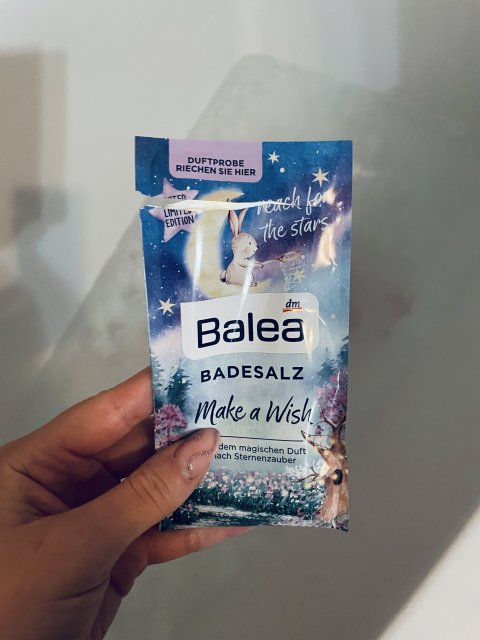 DUFTPROBE
RIECHEN SIE HIER
LIMITED
EDITION
reach for
the stars
dm
Balea
BADESALZ
Make a Wish
dem magischen Duft
nach Sternenzauber